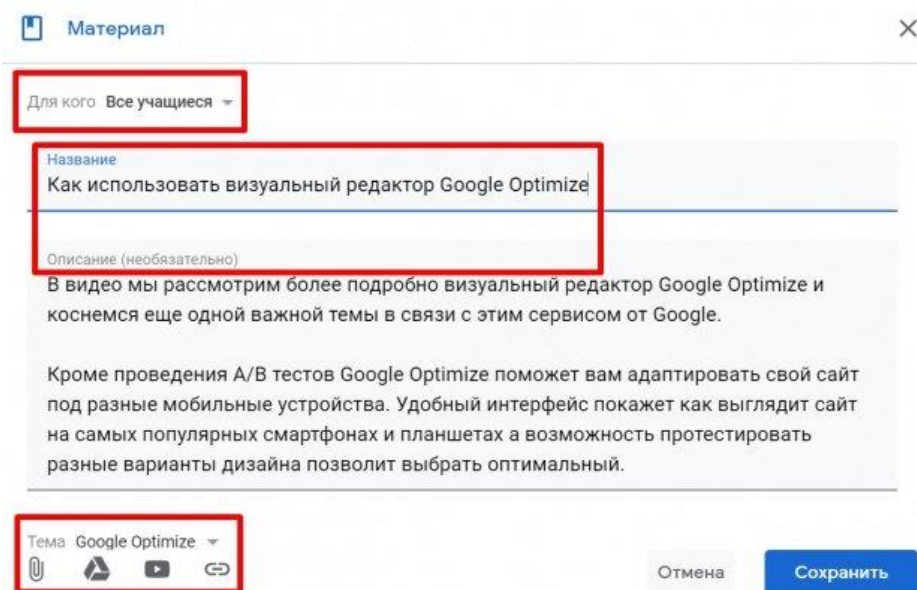 Материал
Для кого Все учащиеся
Название
Как использовать визуальный редактор Google Optimize
Описание (необязательно)
В видео мы рассмотрим более подробно визуальный редактор Google Optimize и
коснемся еще одной важной темы в связи с этим сервисом от Google.
Кроме проведения А/В тестов Google Optimize поможет вам адаптировать свой сайт
под разные мобильные устройства. Удобный интерфейс покажет как выглядит сайт
на самых популярных смартфонах и планшетах а возможность протестировать
разные варианты дизайна позволит выбрать оптимальный.
Тема Google Optimize
Отмена Сохранить